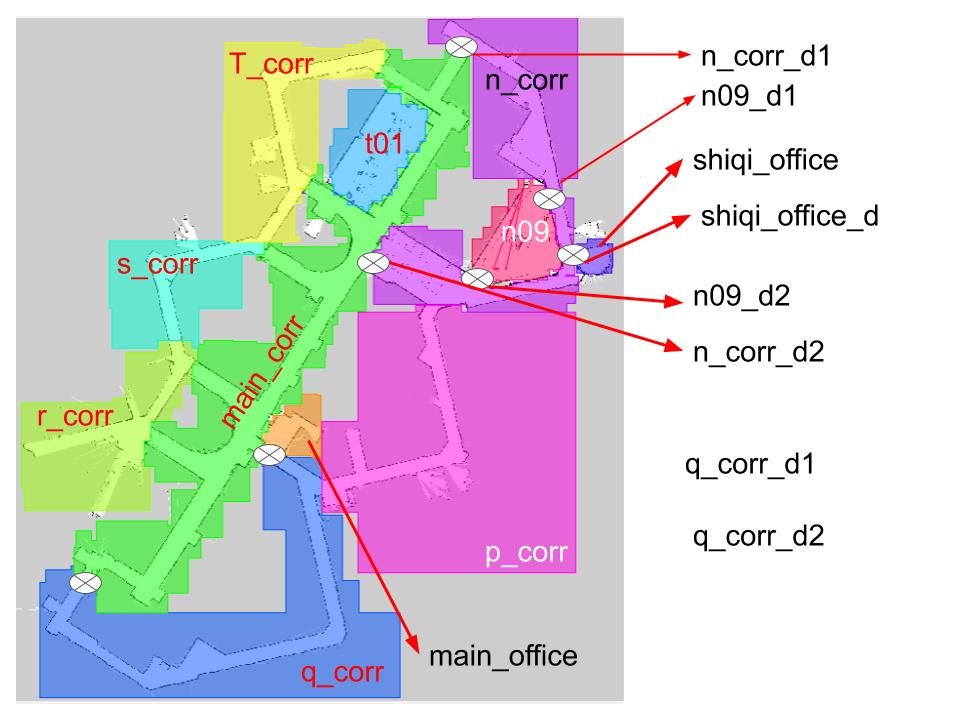 T_corr
n_corr
n_corr_d1
n09_d1
t01
shiqi_office
shiqi_office_d
n09
s_corr
n09_d2
n_corr_d2
main_corr
r_corr
q_corr_d1
q_corr_d2
p_corr
main_office
q_corr